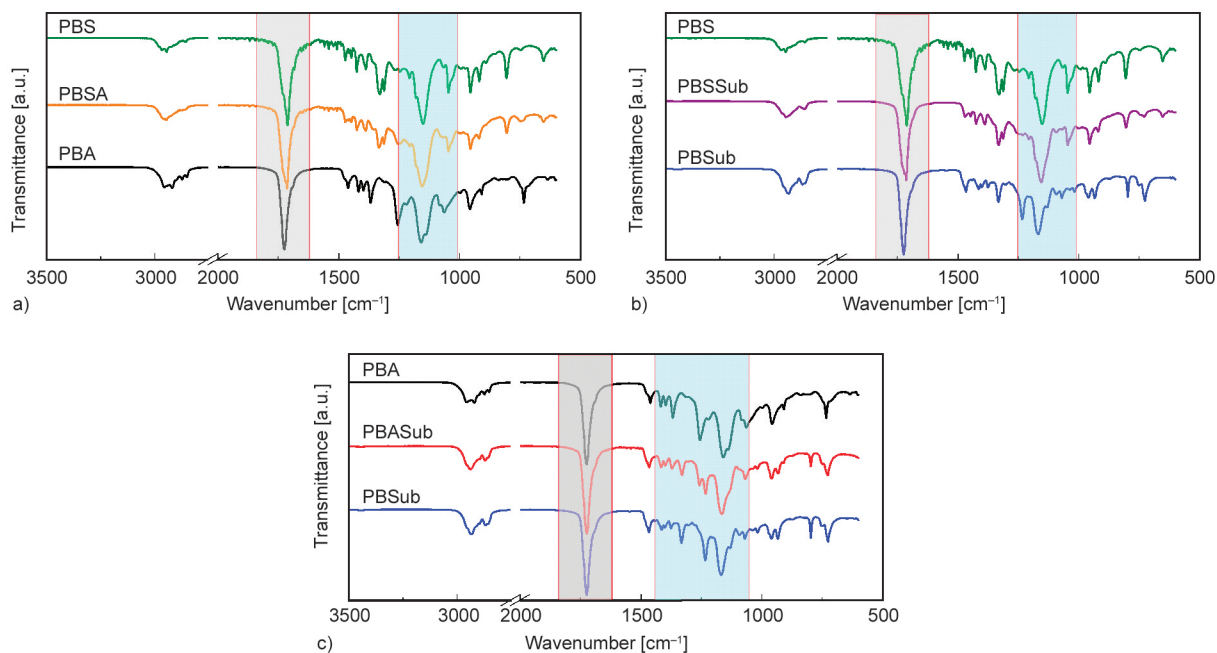 PBS
PBSA
PBA
Transmittance [a.u.]
3500 3000 2000 1500 1000 500
Wavenumber [cm⁻¹]
a)
PBS
PBSSub
PBSub
Transmittance [a.u.]
3500 3000 2000 1500 1000 500
Wavenumber [cm⁻¹]
b)
PBA
PBASub
PBSub
Transmittance [a.u.]
3500 3000 2000 1500 1000 500
Wavenumber [cm⁻¹]
c)